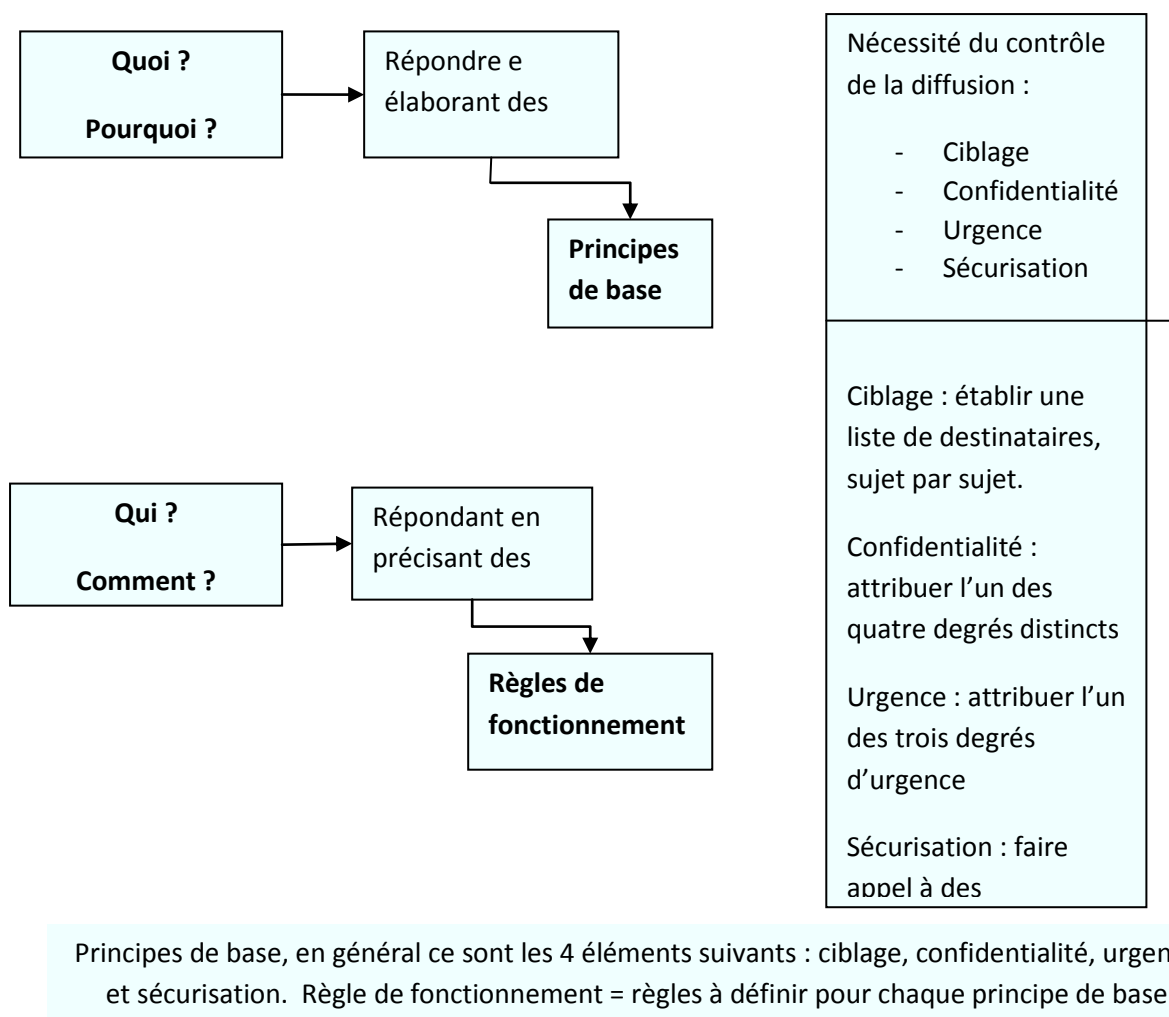 Quoi ?
Pourquoi ?
Répondre e
élaborant des
Principes
de base
Qui ?
Comment ?
Répondant en
précisant des
Règles de
fonctionnement
Nécessité du contrôle
de la diffusion :
- Ciblage
- Confidentialité
- Urgence
- Sécurisation
Ciblage : établir une
liste de destinataires,
sujet par sujet.
Confidentialité :
attribuer l’un des
quatre degrés distincts
Urgence : attribuer l’un
des trois degrés
d’urgence
Sécurisation : faire
appel à des
Principes de base, en général ce sont les 4 éléments suivants : ciblage, confidentialité, urgen
et sécurisation. Règle de fonctionnement = règles à définir pour chaque principe de base